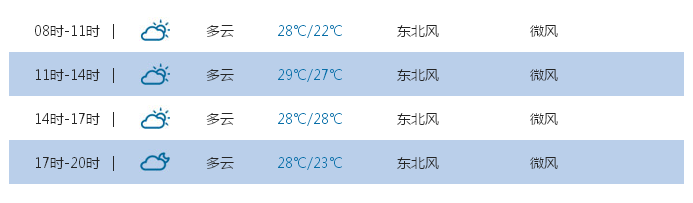 08时-11时 | 多云 28℃/22℃ 东北风 微风
11时-14时 | 多云 29℃/27℃ 东北风 微风
14时-17时 | 多云 28℃/28℃ 东北风 微风
17时-20时 | 多云 28℃/23℃ 东北风 微风